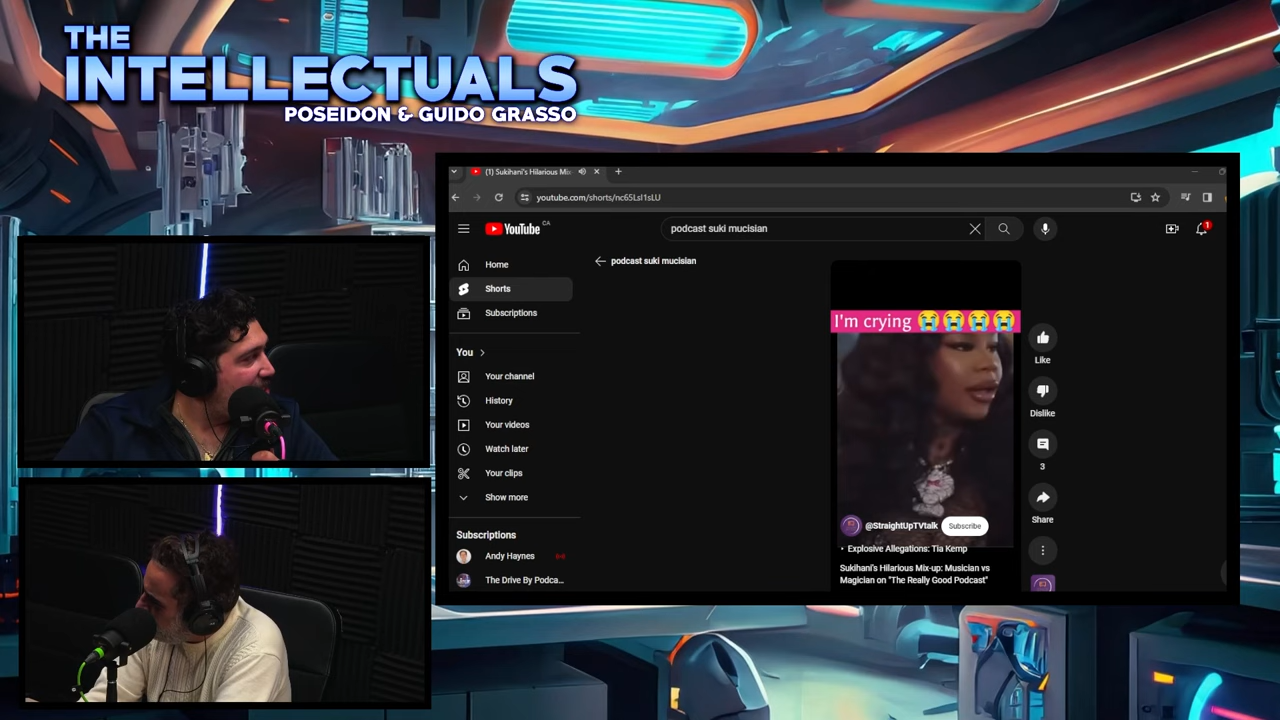 THE
INTELLECTUALS
POSEIDON & GUIDO GRASSO
(1) Sukihani's Hilarious Mi
youtube.com/shorts/nc65LsI1sLU
YouTube CA
podcast suki mucisian
1
Home
podcast suki mucisian
Shorts
Subscriptions
I'm crying 😭😭😭😭
You
Like
Your channel
History
Dislike
Your videos
Watch later
3
Your clips
Show more
Share
@StraightUpTVtalk Subscribe
Subscriptions
• Explosive Allegations: Tia Kemp
Andy Haynes
Sukihani's Hilarious Mix-up: Musician vs
Magician on "The Really Good Podcast"
The Drive By Podca...